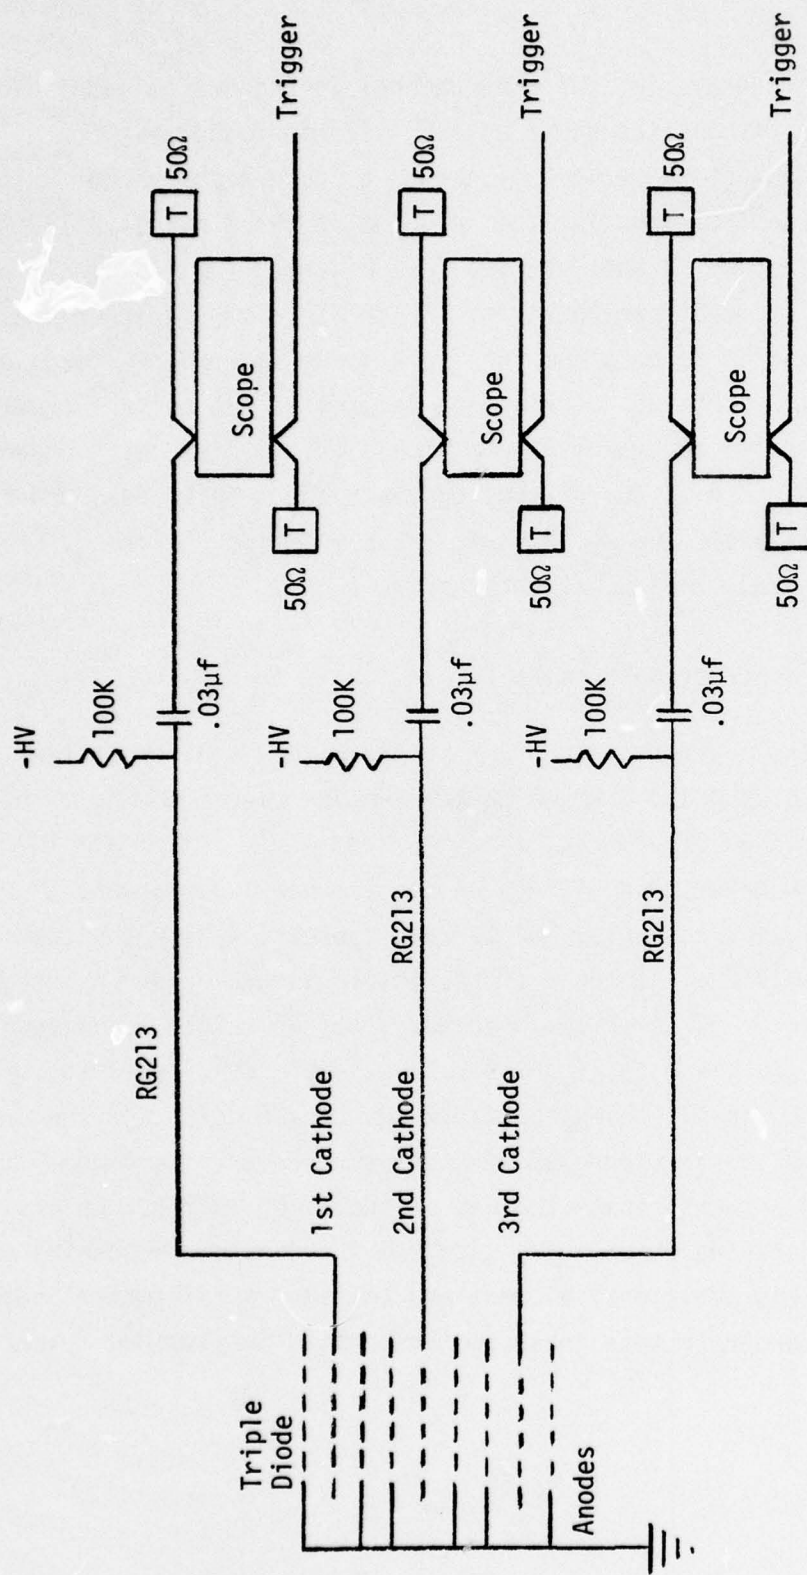 Triple
Diode
Anodes
1st Cathode
2nd Cathode
3rd Cathode
RG213
-HV
100K
.03µf
Scope
T 50Ω
50Ω T
Trigger
RG213
-HV
100K
.03µf
Scope
T 50Ω
50Ω T
Trigger
RG213
-HV
100K
.03µf
Scope
T 50Ω
50Ω T
Trigger